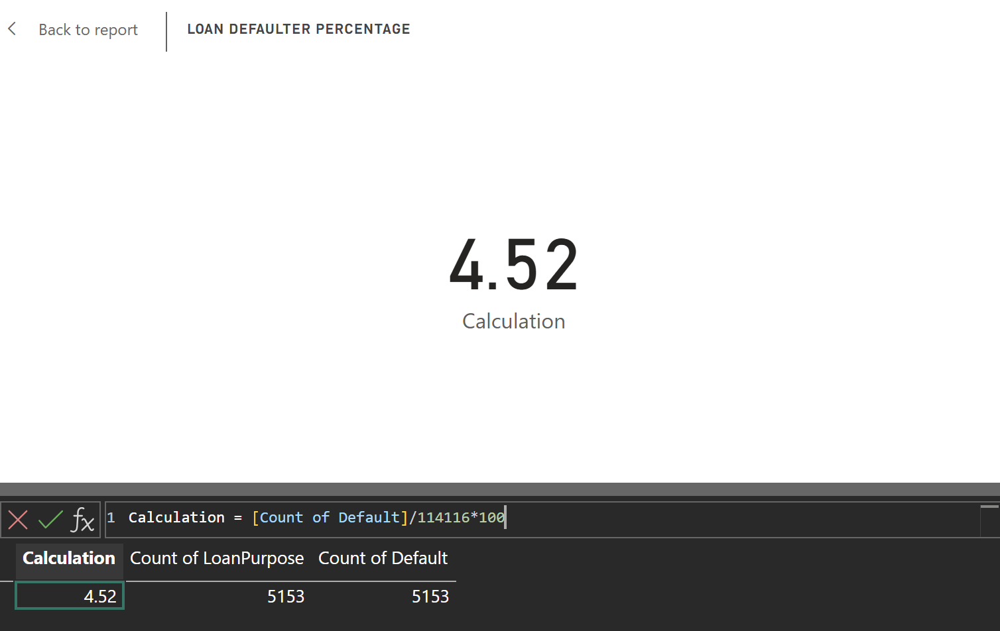 Back to report
LOAN DEFAULTER PERCENTAGE
4.52
Calculation
fx
1 Calculation = [Count of Default]/114116*100
Calculation Count of LoanPurpose Count of Default
4.52 5153 5153